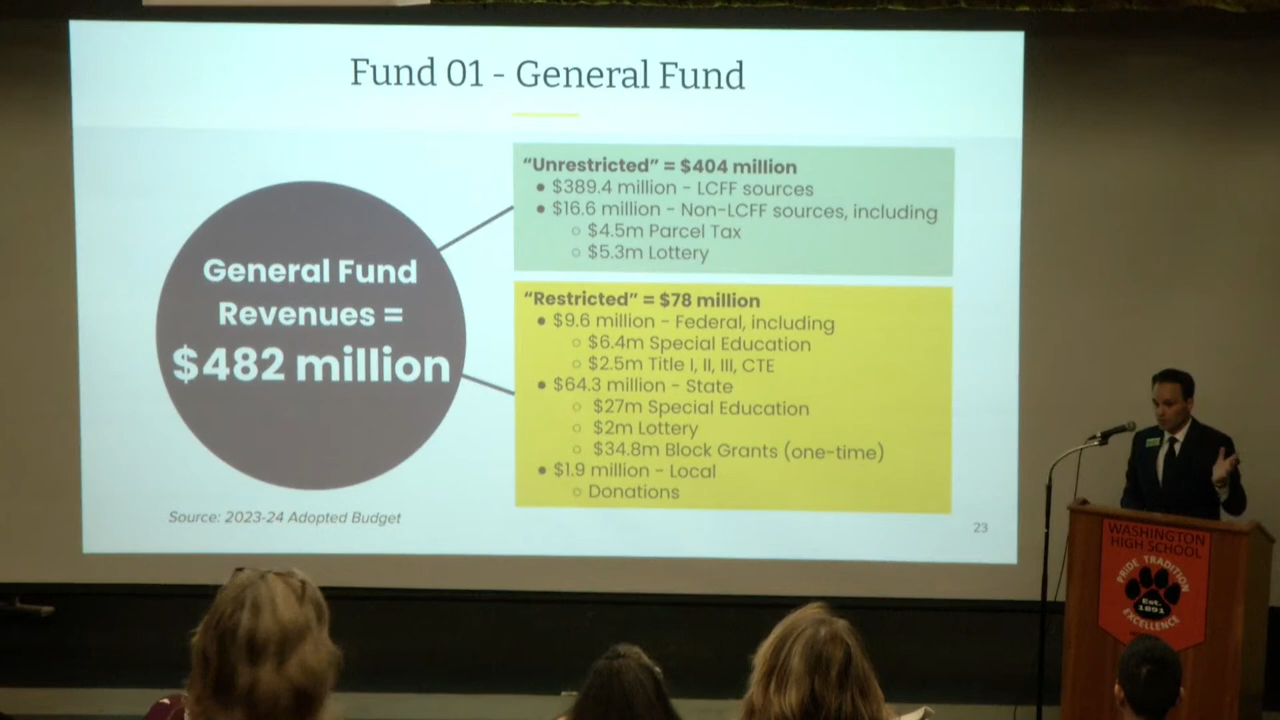 Fund 01 - General Fund
General Fund
Revenues =
$482 million
“Unrestricted” = $404 million
● $389.4 million - LCFF sources
● $16.6 million - Non-LCFF sources, including
○ $4.5m Parcel Tax
○ $5.3m Lottery
“Restricted” = $78 million
● $9.6 million - Federal, including
○ $6.4m Special Education
○ $2.5m Title I, II, III, CTE
● $64.3 million - State
○ $27m Special Education
○ $2m Lottery
○ $34.8m Block Grants (one-time)
● $1.9 million - Local
○ Donations
Source: 2023-24 Adopted Budget
23
WASHINGTON
HIGH SCHOOL
PRIDE TRADITION
Est.
1891
EXCELLENCE